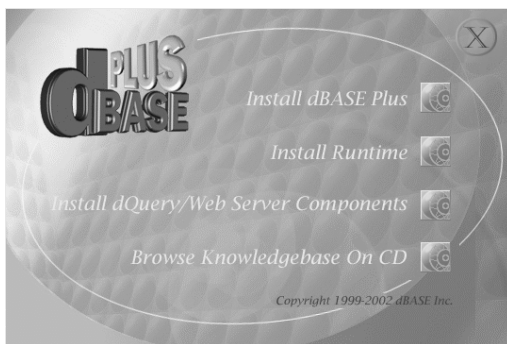 dBASE PLUS
X
Install dBASE Plus
Install Runtime
Install dQuery/Web Server Components
Browse Knowledgebase On CD
Copyright 1999-2002 dBASE Inc.